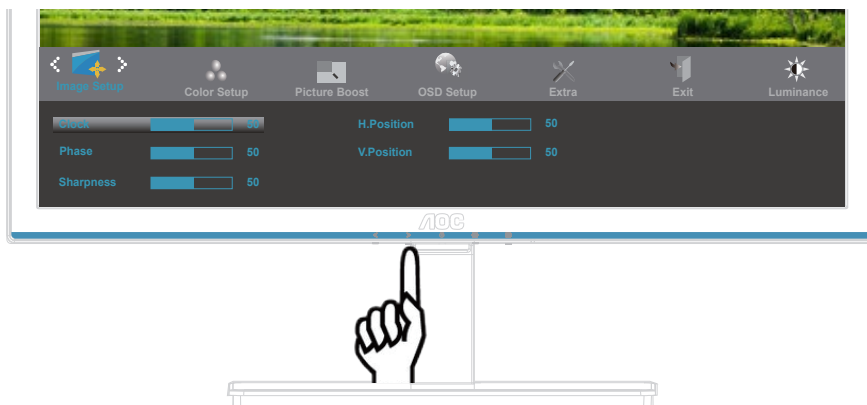 Image Setup
Color Setup
Picture Boost
OSD Setup
Extra
Exit
Luminance
Clock 50 H.Position 50
Phase 50 V.Position 50
Sharpness 50
AOC